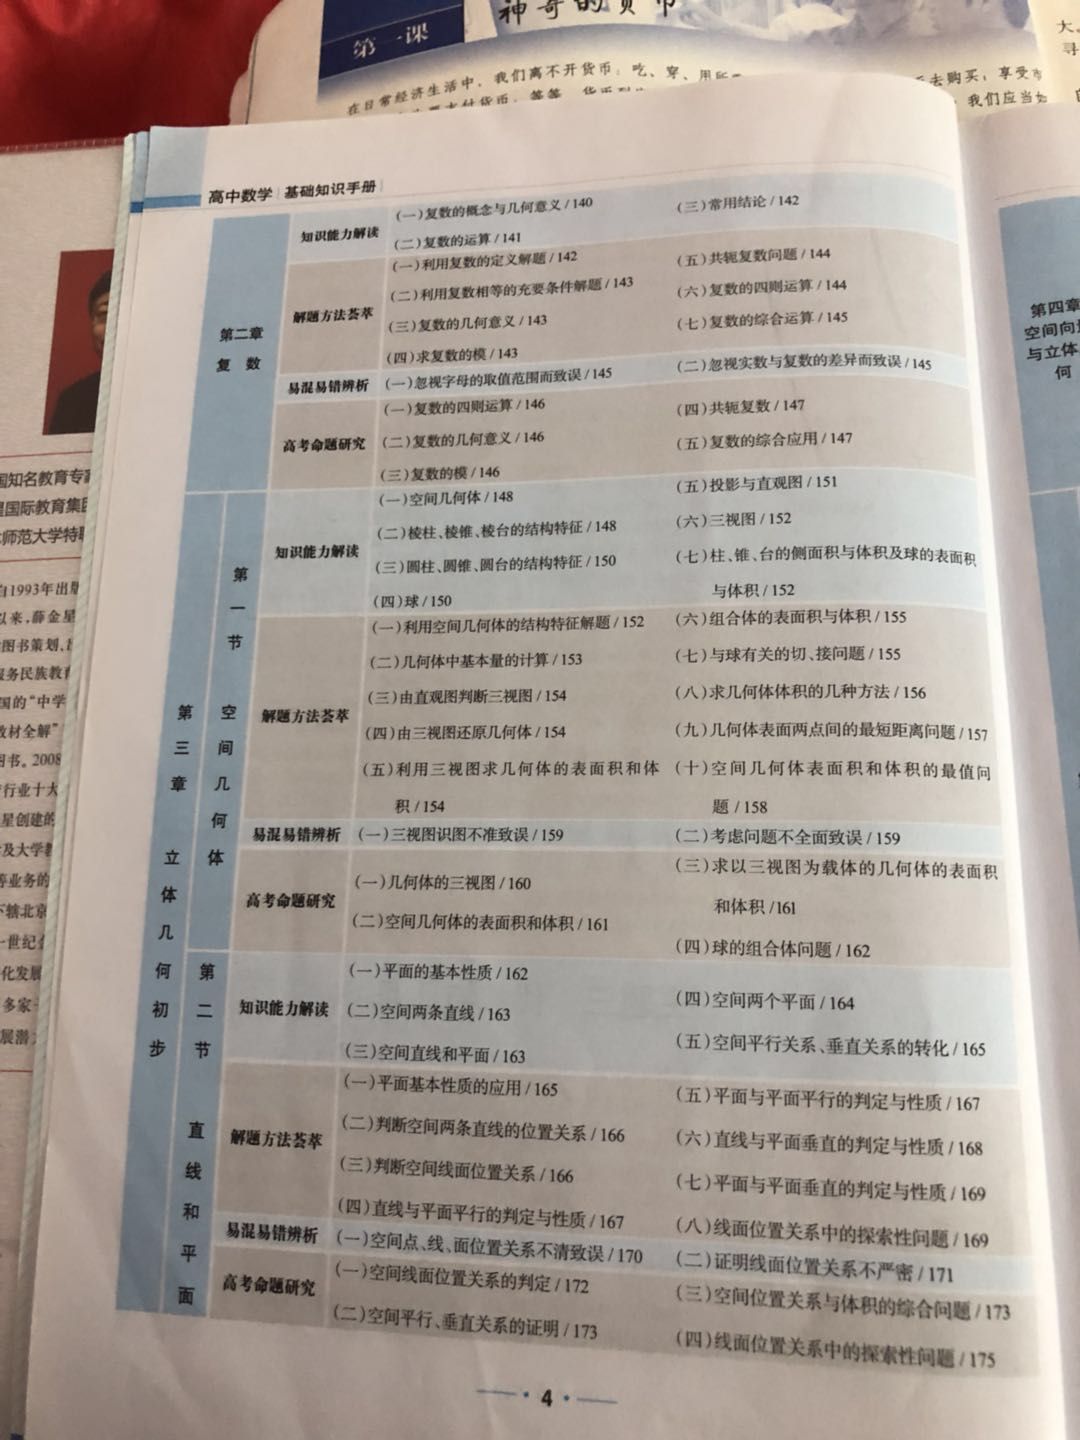 第一课
神奇的货币
在日常经济生活中，我们离不开货币：吃、穿、用所
去购买；享受市
我们应当如
大。
寻
国知名教育专家
星国际教育集团
师范大学特聘
自1993年出版
以来，薛金星
图书策划、
服务民族教育
国的“中学
教材全解”
图书。2008
行业十大
星创建的
及大学教
等业务的
下辖北京
一世纪金
化发展
多家
展潜
高中数学 基础知识手册
第二章
复 数
知识能力解读
(一)复数的概念与几何意义/140
(三)常用结论/142
(二)复数的运算/141
解题方法荟萃
(一)利用复数的定义解题/142
(五)共轭复数问题/144
(二)利用复数相等的充要条件解题/143
(六)复数的四则运算/144
(三)复数的几何意义/143
(七)复数的综合运算/145
(四)求复数的模/143
易混易错辨析
(一)忽视字母的取值范围而致误/145
(二)忽视实数与复数的差异而致误/145
高考命题研究
(一)复数的四则运算/146
(四)共轭复数/147
(二)复数的几何意义/146
(五)复数的综合应用/147
(三)复数的模/146
第三章 立体几何初步
第一节 空间几何体
知识能力解读
(一)空间几何体/148
(五)投影与直观图/151
(二)棱柱、棱锥、棱台的结构特征/148
(六)三视图/152
(三)圆柱、圆锥、圆台的结构特征/150
(七)柱、锥、台的侧面积与体积及球的表面积
与体积/152
(四)球/150
解题方法荟萃
(一)利用空间几何体的结构特征解题/152
(六)组合体的表面积与体积/155
(二)几何体中基本量的计算/153
(七)与球有关的切、接问题/155
(三)由直观图判断三视图/154
(八)求几何体体积的几种方法/156
(四)由三视图还原几何体/154
(九)几何体表面两点间的最短距离问题/157
(五)利用三视图求几何体的表面积和体
积/154
(十)空间几何体表面积和体积的最值问
题/158
易混易错辨析
(一)三视图识图不准致误/159
(二)考虑问题不全面致误/159
高考命题研究
(一)几何体的三视图/160
(三)求以三视图为载体的几何体的表面积
和体积/161
(二)空间几何体的表面积和体积/161
(四)球的组合体问题/162
第二节 直线和平面
知识能力解读
(一)平面的基本性质/162
(四)空间两个平面/164
(二)空间两条直线/163
(五)空间平行关系、垂直关系的转化/165
(三)空间直线和平面/163
解题方法荟萃
(一)平面基本性质的应用/165
(五)平面与平面平行的判定与性质/167
(二)判断空间两条直线的位置关系/166
(六)直线与平面垂直的判定与性质/168
(三)判断空间线面位置关系/166
(七)平面与平面垂直的判定与性质/169
(四)直线与平面平行的判定与性质/167
(八)线面位置关系中的探索性问题/169
易混易错辨析
(一)空间点、线、面位置关系不清致误/170
(二)证明线面位置关系不严密/171
高考命题研究
(一)空间线面位置关系的判定/172
(三)空间位置关系与体积的综合问题/173
(二)空间平行、垂直关系的证明/173
(四)线面位置关系中的探索性问题/175
4
第四章
空间向
与立体
何